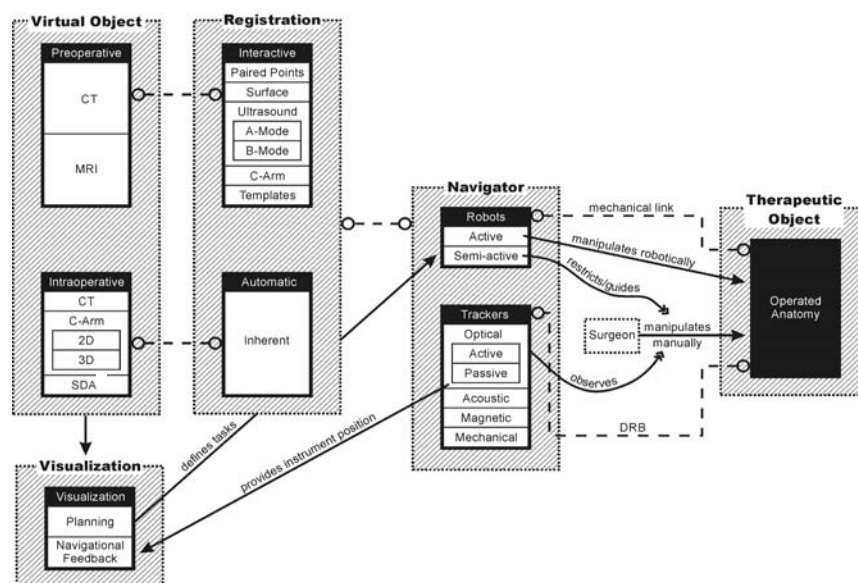 Virtual Object
Preoperative
CT
MRI
Intraoperative
CT
C-Arm
2D
3D
SDA
Registration
Interactive
Paired Points
Surface
Ultrasound
A-Mode
B-Mode
C-Arm
Templates
Automatic
Inherent
Navigator
Robots
Active
Semi-active
Trackers
Optical
Active
Passive
Acoustic
Magnetic
Mechanical
mechanical link
manipulates robotically
restricts/guides
Surgeon
manipulates
manually
observes
DRB
Therapeutic
Object
Operated
Anatomy
Visualization
Visualization
Planning
Navigational
Feedback
defines tasks
provides instrument position